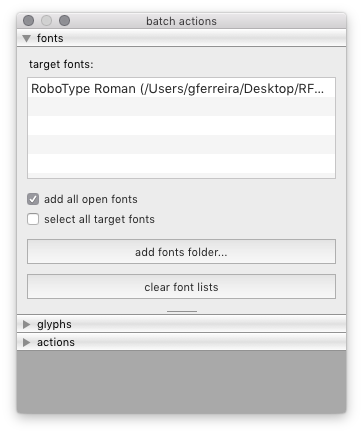 batch actions
fonts
target fonts:
RoboType Roman (/Users/gferreira/Desktop/RF...
add all open fonts
select all target fonts
add fonts folder...
clear font lists
glyphs
actions